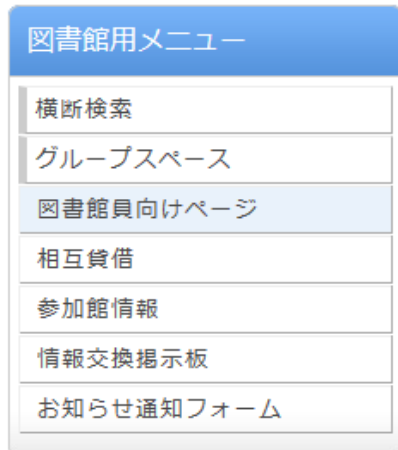 図書館用メニュー
横断検索
グループスペース
図書館員向けページ
相互貸借
参加館情報
情報交換掲示板
お知らせ通知フォーム